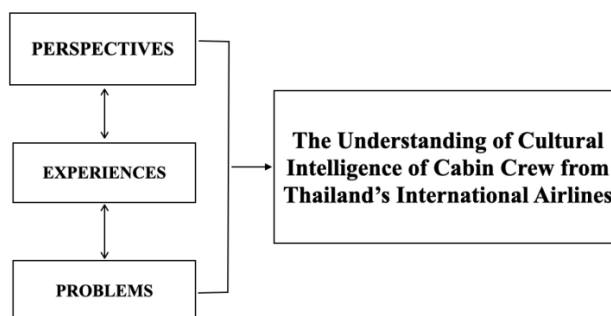 PERSPECTIVES
EXPERIENCES
PROBLEMS
The Understanding of Cultural
Intelligence of Cabin Crew from
Thailand's International Airlines